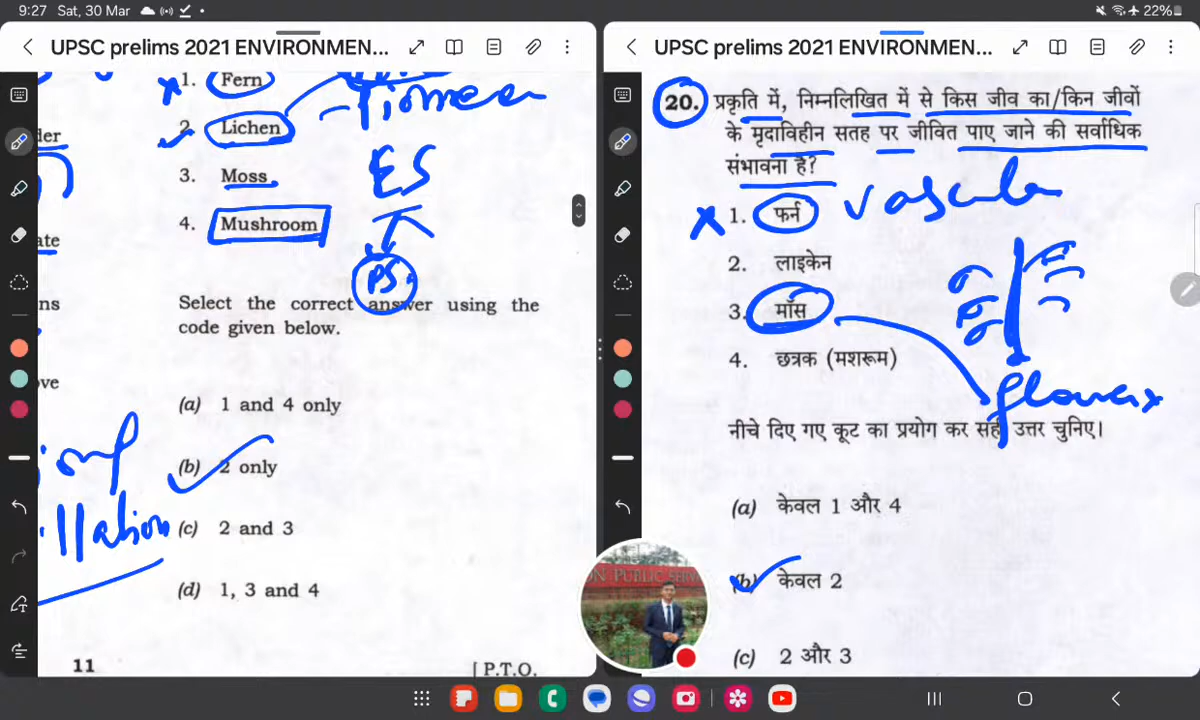 9:27 Sat, 30 Mar
22%
UPSC prelims 2021 ENVIRONMEN...
der
ate
ns
ove
1. Fern
Pioneer
2. Lichen
ES
3. Moss
4. Mushroom
PS
Select the correct answer using the
code given below.
(a) 1 and 4 only
(b) 2 only
(c) 2 and 3
llation
(d) 1, 3 and 4
11
[ P.T.O.
UPSC prelims 2021 ENVIRONMEN...
20. प्रकृति में, निम्नलिखित में से किस जीव का/किन जीवों
के मृदाविहीन सतह पर जीवित पाए जाने की सर्वाधिक
संभावना है?
1. फर्न
2. लाइकेन
3. मॉस
4. छत्रक (मशरूम)
नीचे दिए गए कूट का प्रयोग कर सही उत्तर चुनिए।
(a) केवल 1 और 4
(b) केवल 2
(c) 2 और 3